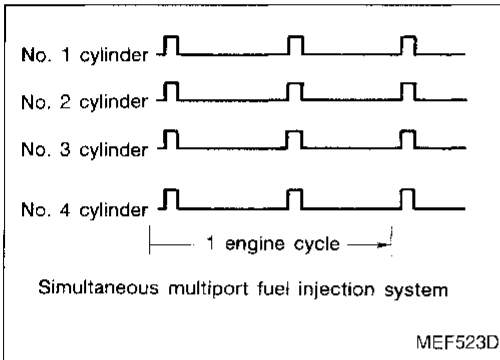 No. 1 cylinder
No. 2 cylinder
No. 3 cylinder
No. 4 cylinder
1 engine cycle
Simultaneous multiport fuel injection system
MEF523D